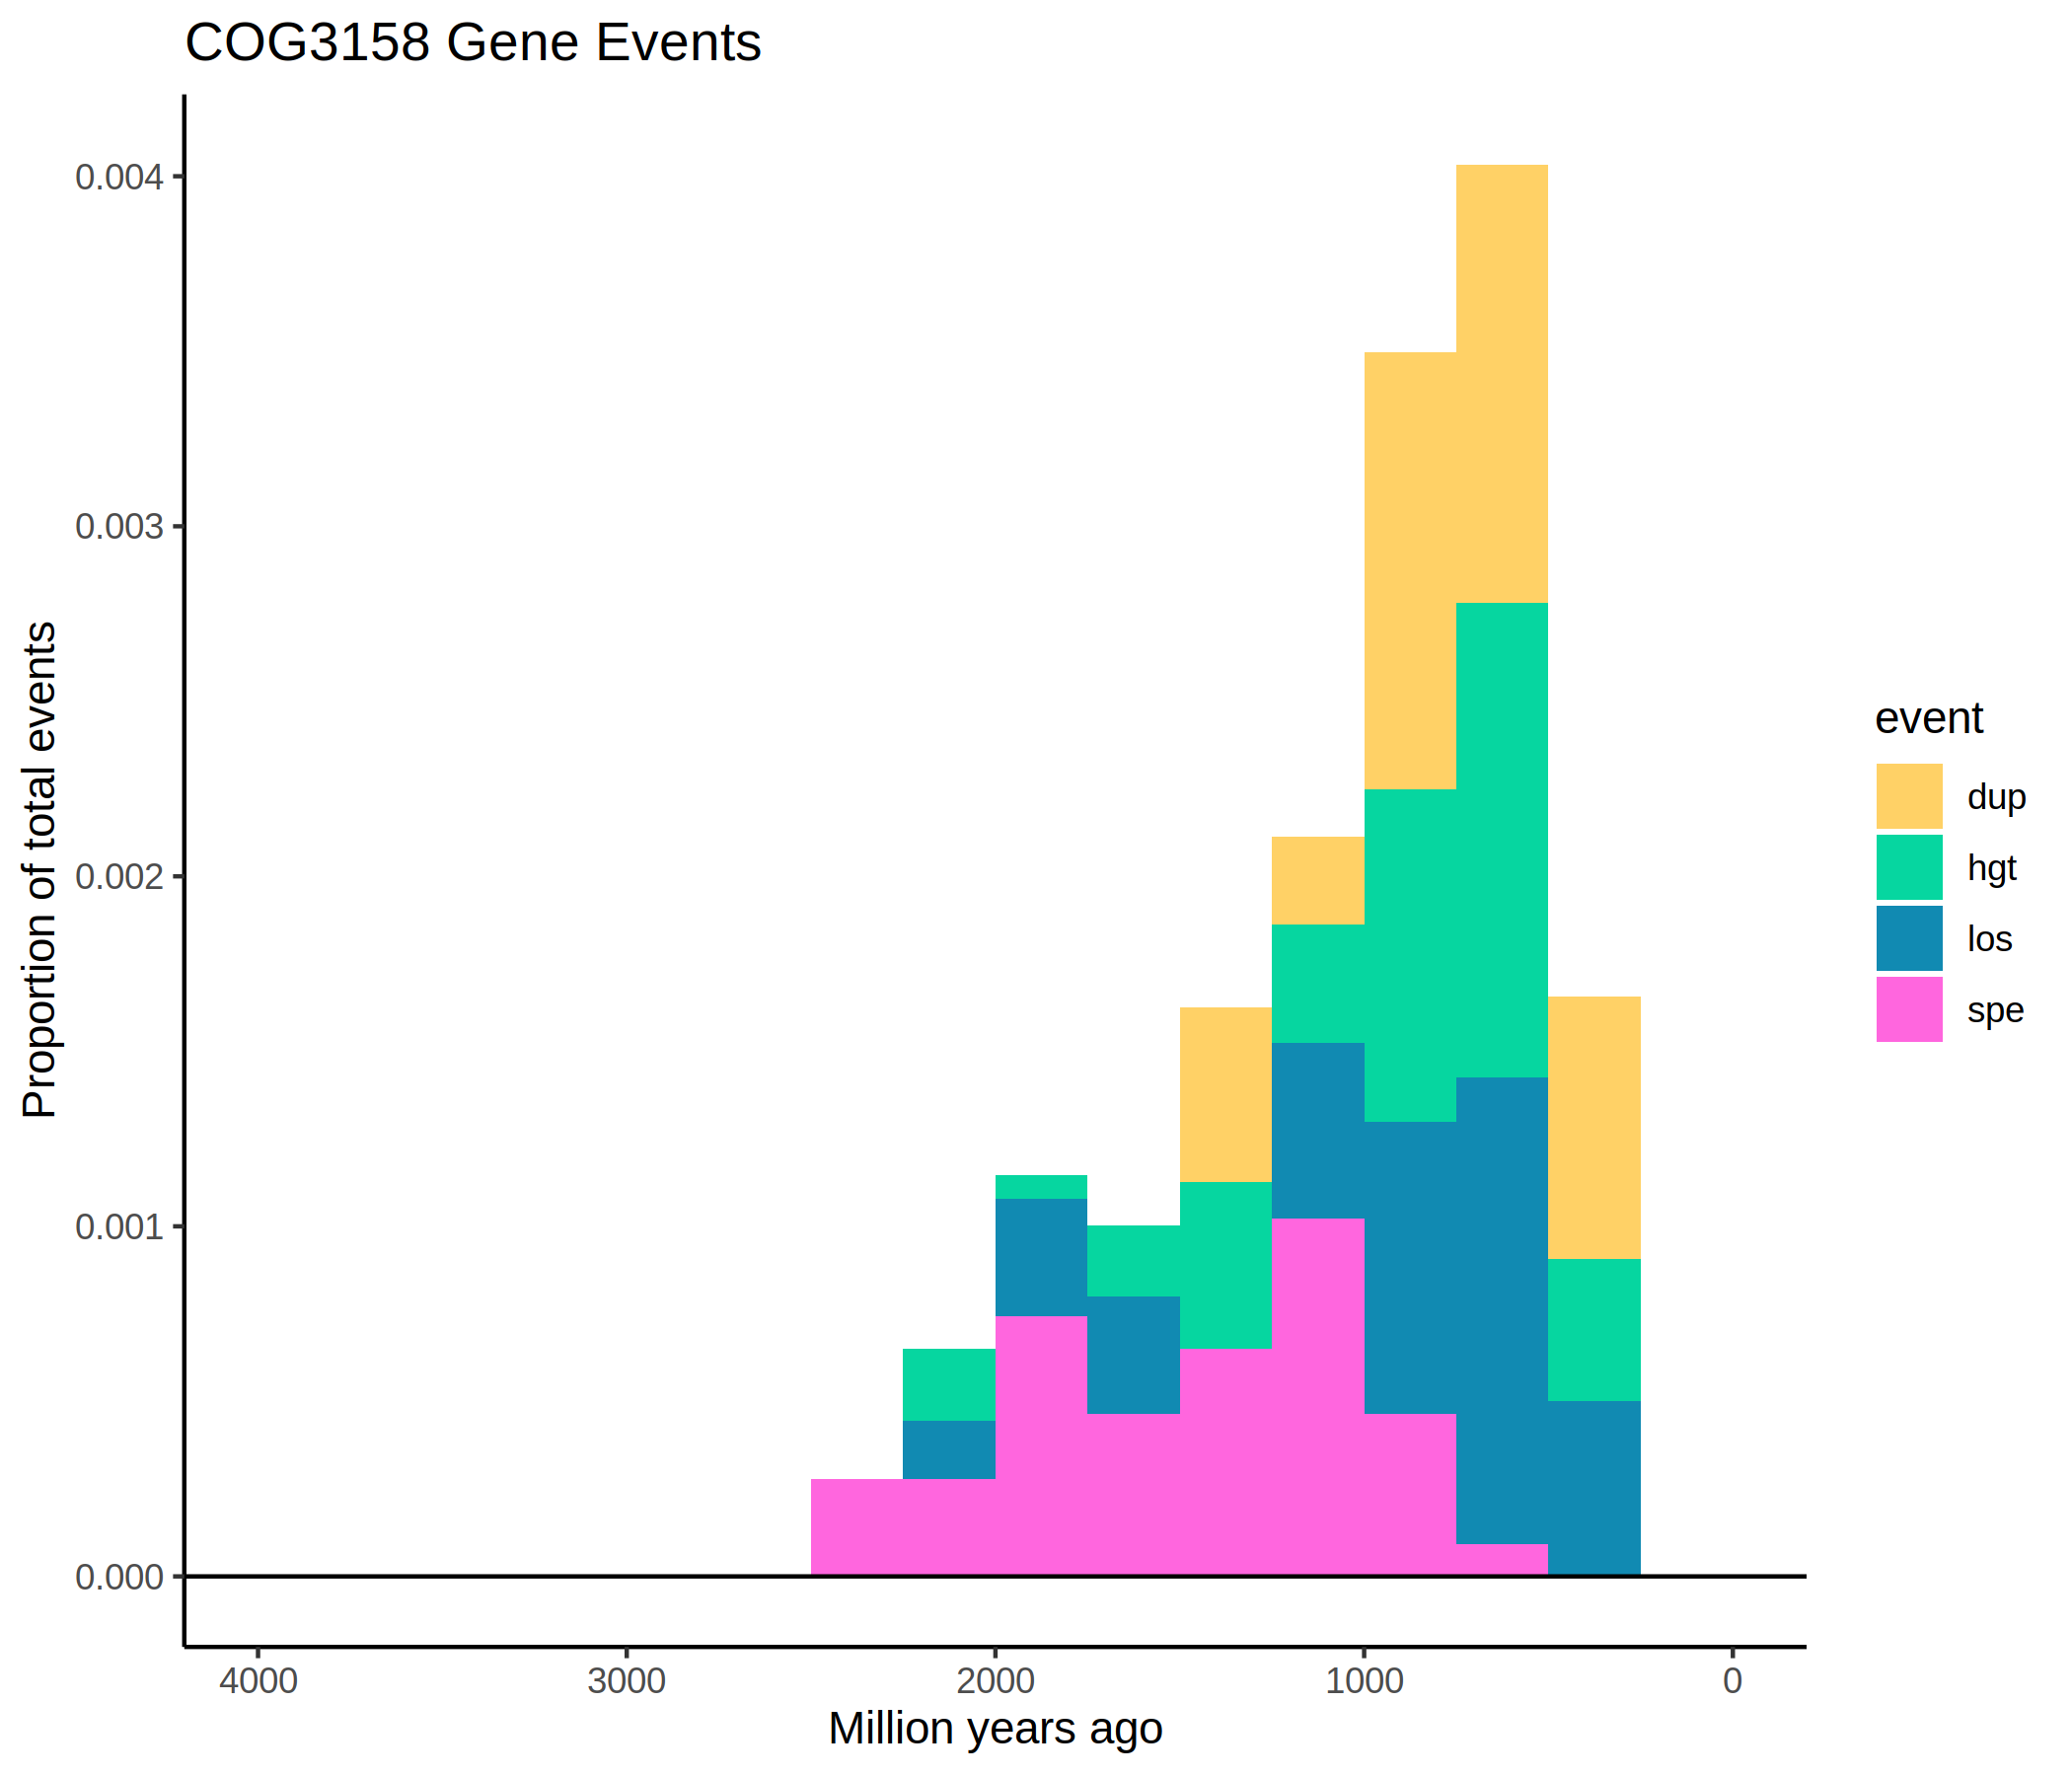 COG3158 Gene Events
Proportion of total events
0.004
0.003
0.002
0.001
0.000
4000 3000 2000 1000 0
Million years ago
event
dup
hgt
los
spe